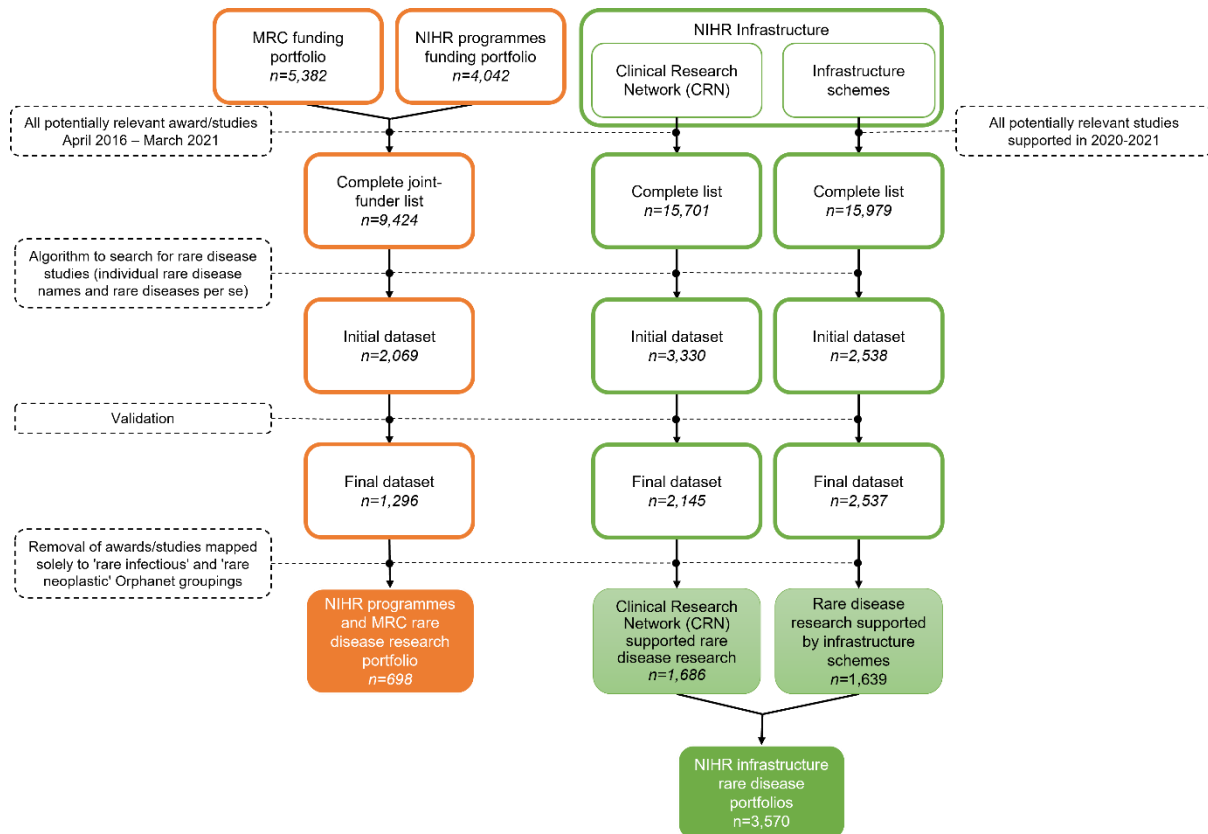 MRC funding
portfolio
n=5,382
NIHR programmes
funding portfolio
n=4,042
NIHR Infrastructure
Clinical Research
Network (CRN)
Infrastructure
schemes
All potentially relevant award/studies
April 2016 – March 2021
All potentially relevant studies
supported in 2020-2021
Complete joint-
funder list
n=9,424
Complete list
n=15,701
Complete list
n=15,979
Algorithm to search for rare disease
studies (individual rare disease
names and rare diseases per se)
Initial dataset
n=2,069
Initial dataset
n=3,330
Initial dataset
n=2,538
Validation
Final dataset
n=1,296
Final dataset
n=2,145
Final dataset
n=2,537
Removal of awards/studies mapped
solely to 'rare infectious' and 'rare
neoplastic' Orphanet groupings
NIHR programmes
and MRC rare
disease research
portfolio
n=698
Clinical Research
Network (CRN)
supported rare
disease research
n=1,686
Rare disease
research supported
by infrastructure
schemes
n=1,639
NIHR infrastructure
rare disease
portfolios
n=3,570